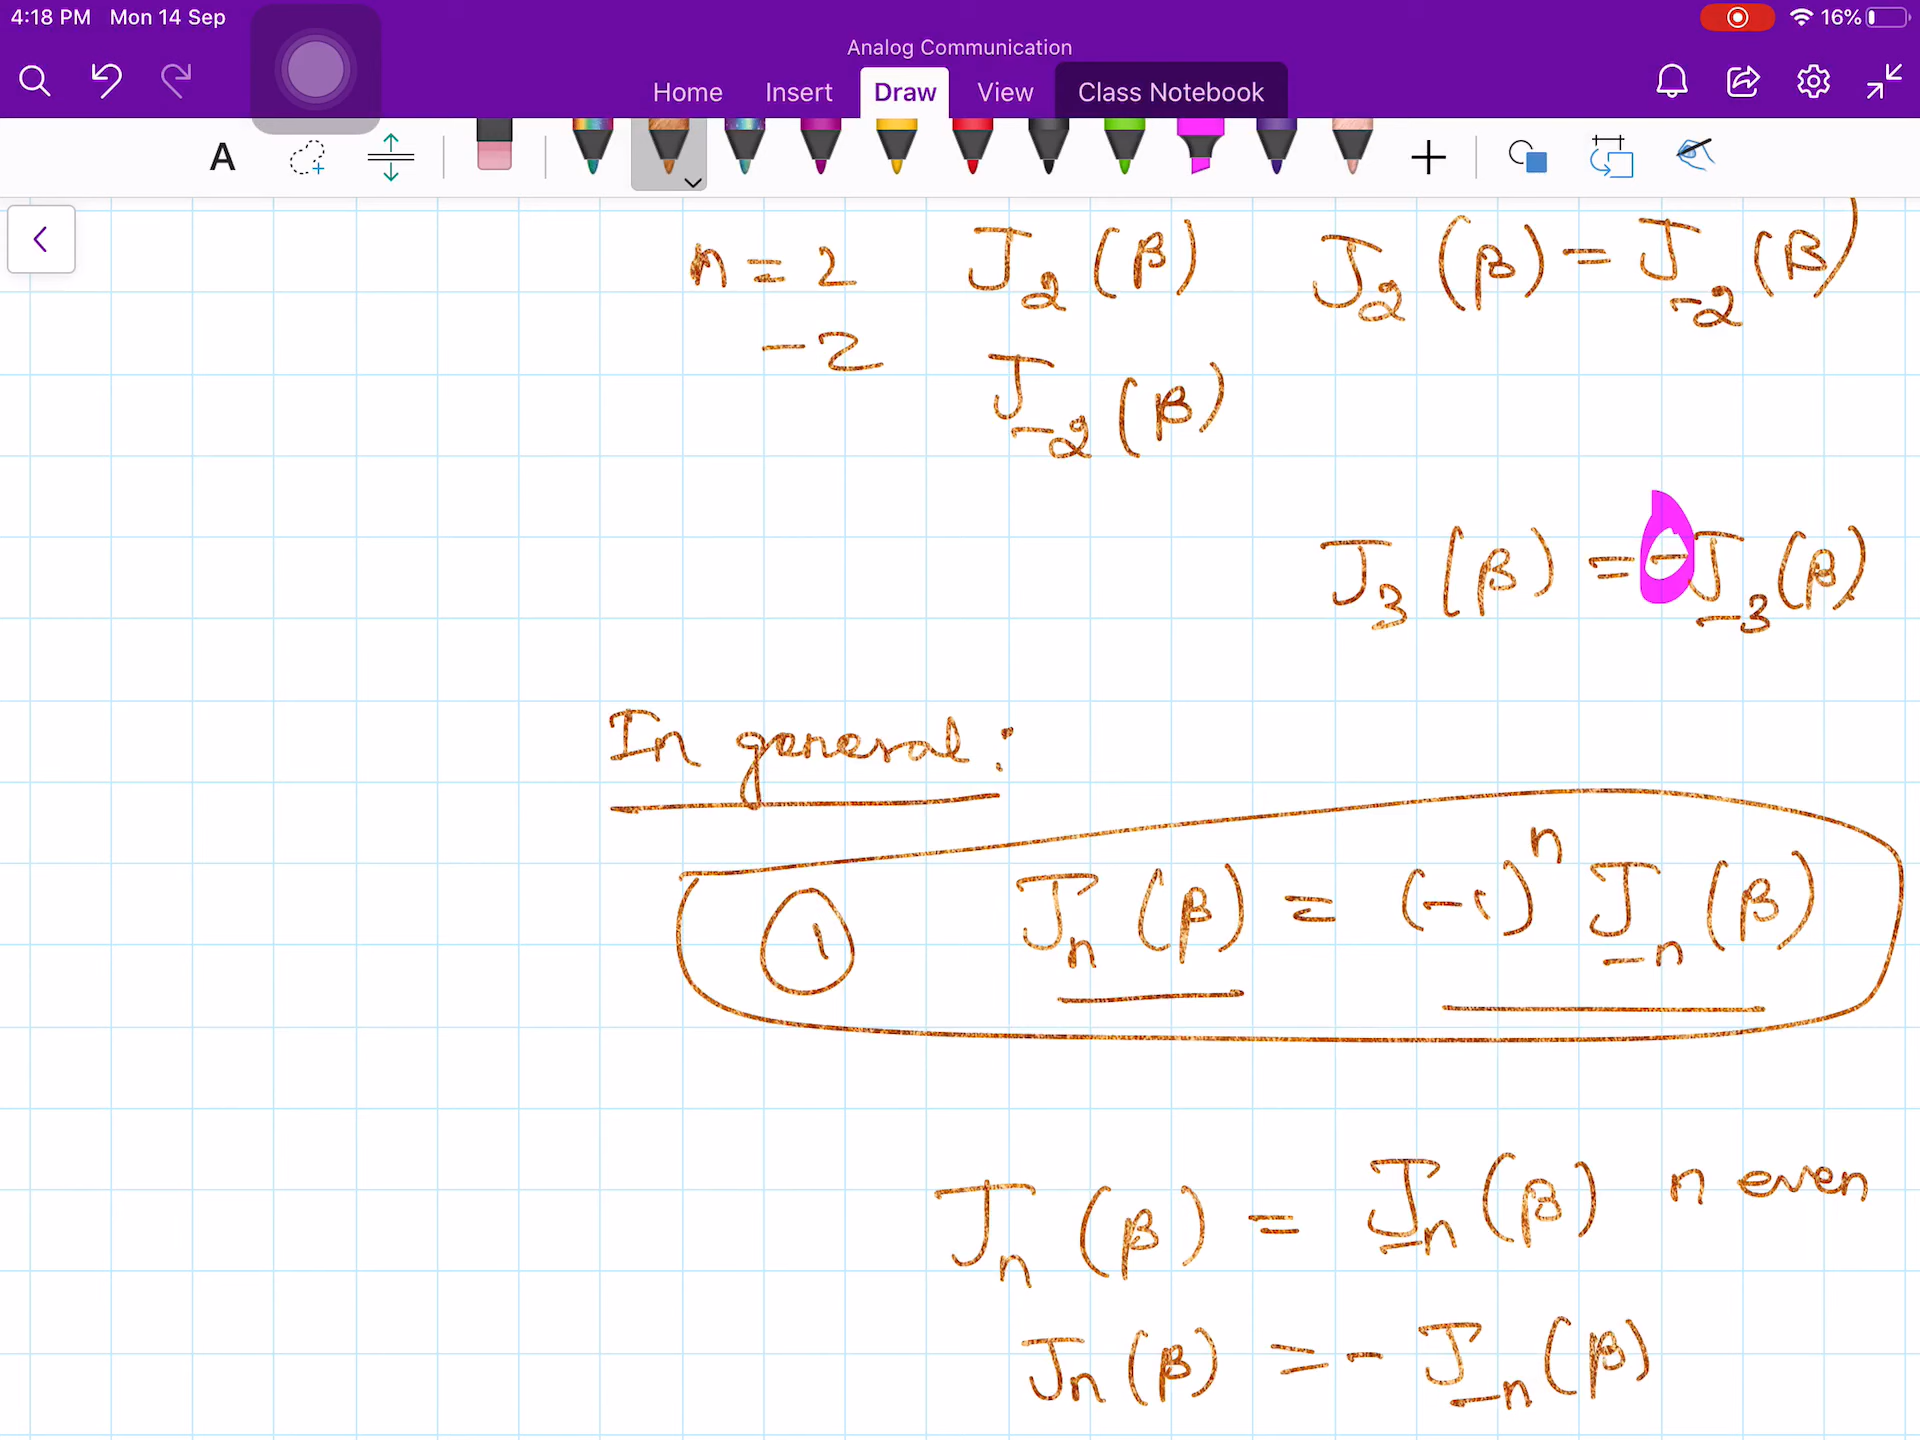 4:18 PM Mon 14 Sep 16%
Analog Communication
Home Insert Draw View Class Notebook
A
n = 2 J₂(β) J₂(β) = J₋₂(β)
-2 J₋₂(β)
J₃(β) = -J₋₃(β)
In general:
① Jₙ(β) = (-1)ⁿ J₋ₙ(β)
Jₙ(β) = J₋ₙ(β) n even
Jₙ(β) = - J₋ₙ(β)